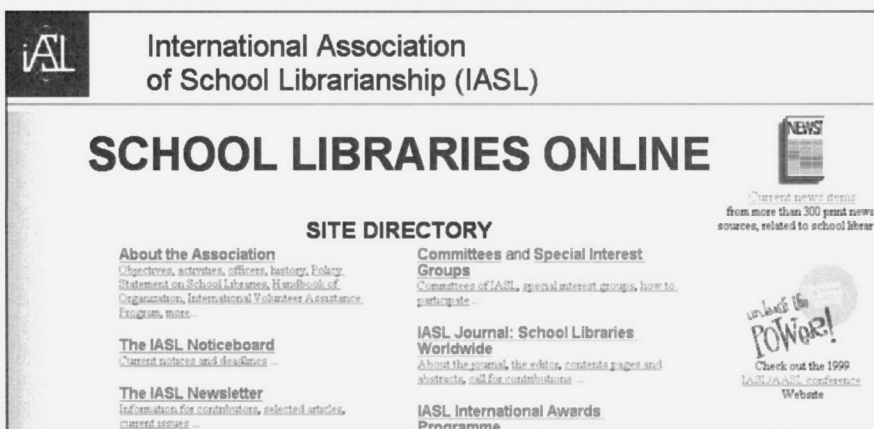 iASL
International Association
of School Librarianship (IASL)
SCHOOL LIBRARIES ONLINE
NEWS!
Current news items
from more than 300 print news
sources, related to school librar
SITE DIRECTORY
About the Association
Objectives, activities, officers, history, Policy
Statement on School Libraries, Handbook of
Organization, International Volunteer Assistance
Program, more...
The IASL Noticeboard
Current notices and deadlines ...
The IASL Newsletter
Information for contributors, selected articles,
current issues ...
Committees and Special Interest
Groups
Committees of IASL, special interest groups, how to
participate ...
IASL Journal: School Libraries
Worldwide
About the journal, the editor, contents pages and
abstracts, call for contributions ...
IASL International Awards
Programme
unleash the
POWER!
Check out the 1999
IASL/AASL conference
Website